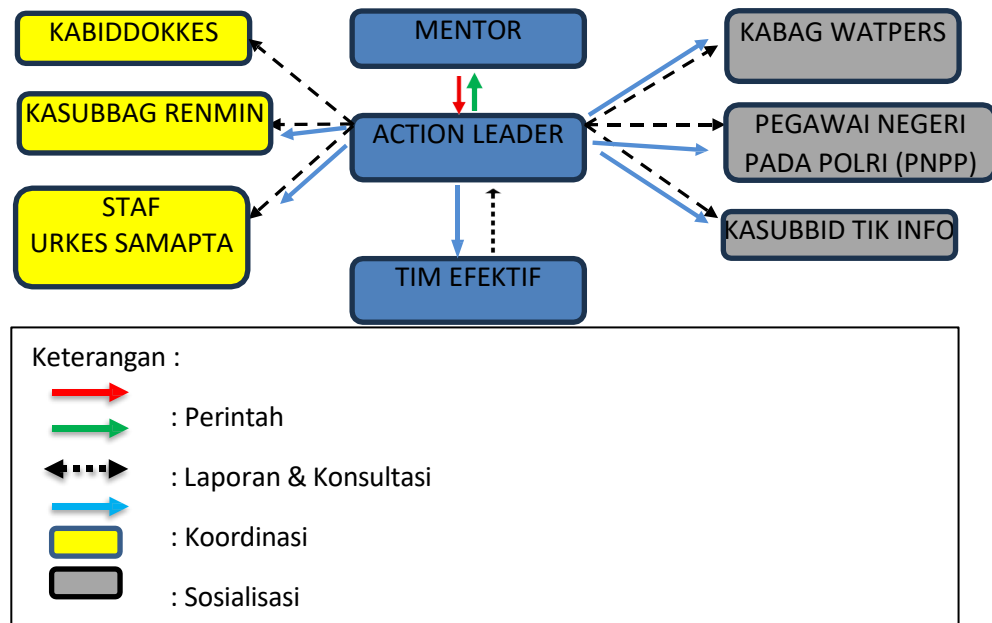 KABIDDOKKES
MENTOR
KABAG WATPERS
KASUBBAG RENMIN
ACTION LEADER
PEGAWAI NEGERI
PADA POLRI (PNPP)
STAF
URKES SAMAPTA
KASUBBID TIK INFO
TIM EFEKTIF
Keterangan :
: Perintah
: Laporan & Konsultasi
: Koordinasi
: Sosialisasi